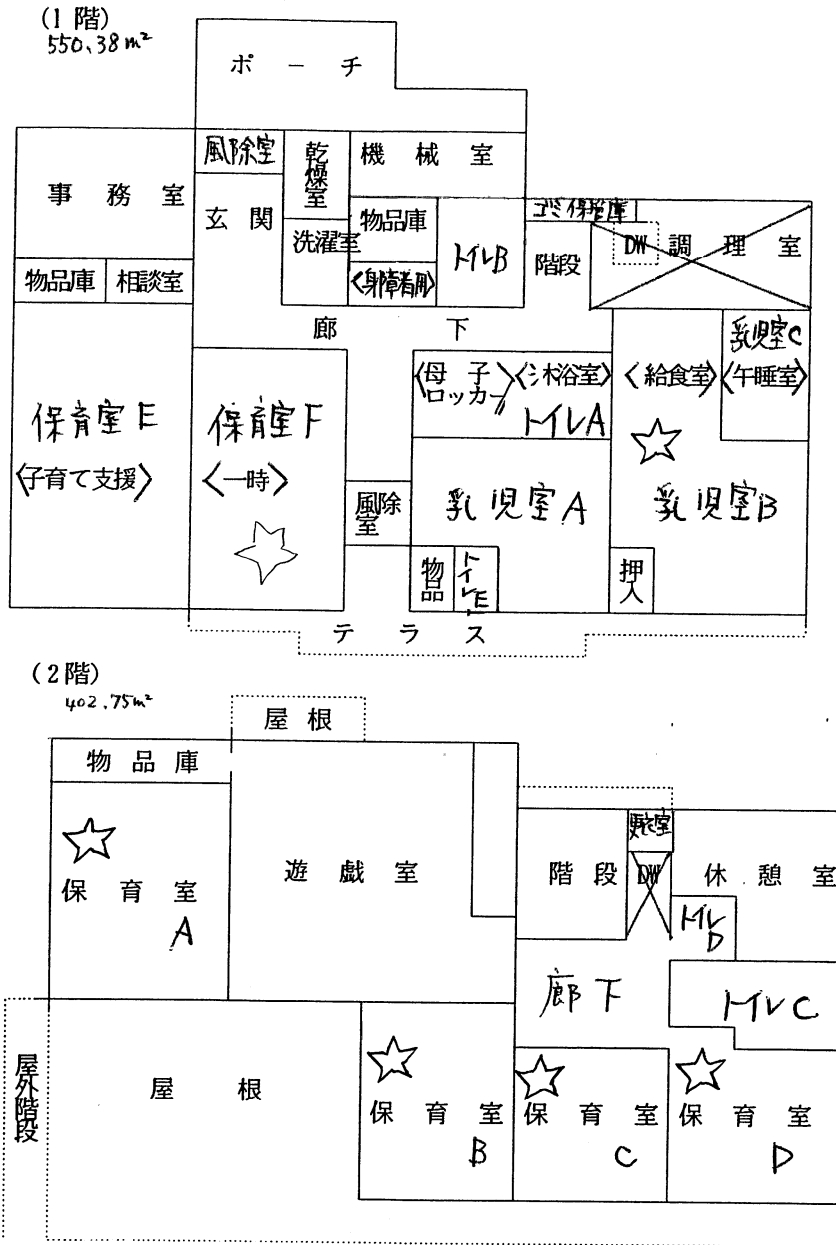 (1階)
550.38m²
ポーチ
風除室
乾燥室
機械室
事務室
玄関
物品庫
洗濯室
トイレB
ゴミ保管庫
階段
DW
調理室
物品庫
相談室
〈身障者用〉
廊下
乳児室C
〈午睡室〉
〈母子ロッカー〉
〈沐浴室〉
〈給食室〉
トイレA
保育室E
〈子育て支援〉
保育室F
〈一時〉
風除室
乳児室A
乳児室B
物品
トイレE
押入
テラス
(2階)
402.75m²
屋根
物品庫
保育室
A
遊戯室
階段
更衣室
DW
休憩室
トイレD
廊下
トイレC
屋外階段
屋根
保育室
B
保育室
C
保育室
D